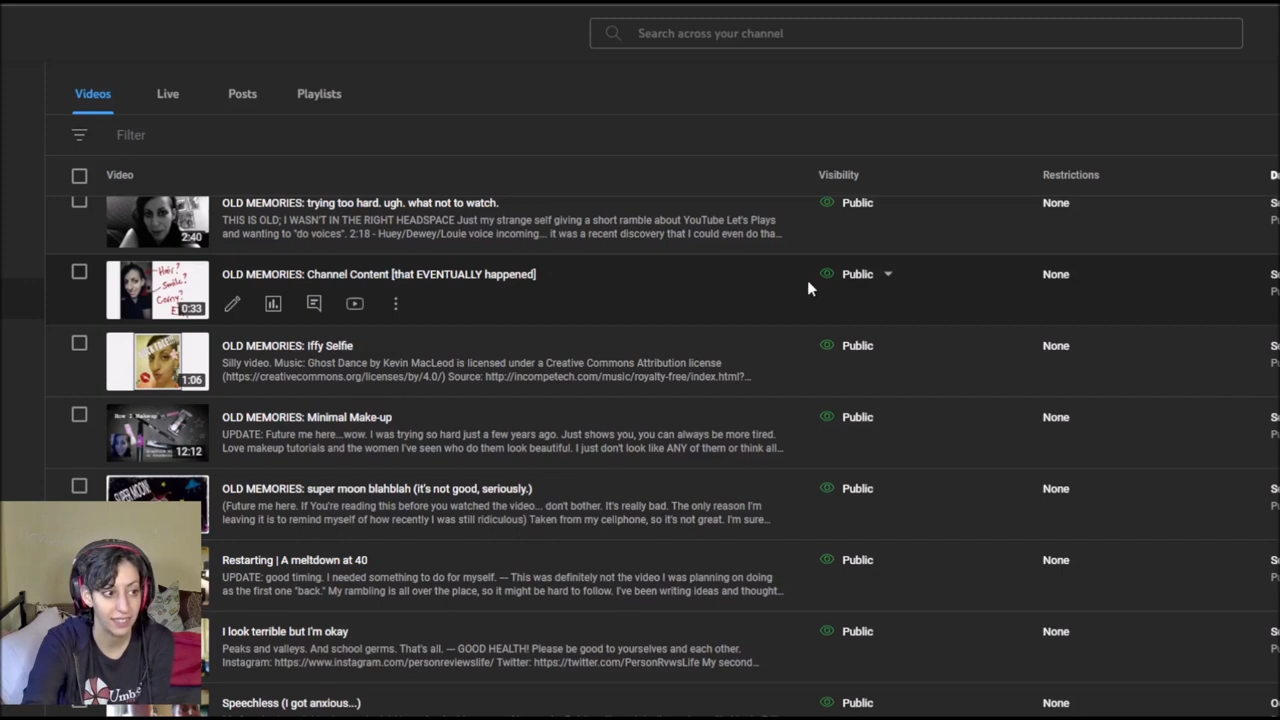 Search across your channel
Videos Live Posts Playlists
Filter
Video Visibility Restrictions
OLD MEMORIES: trying too hard. ugh. what not to watch. Public None
THIS IS OLD; I WASN'T IN THE RIGHT HEADSPACE Just my strange self giving a short ramble about YouTube Let's Plays
and wanting to "do voices". 2:18 - Huey/Dewey/Louie voice incoming... it was a recent discovery that I could even do tha...
2:40
OLD MEMORIES: Channel Content [that EVENTUALLY happened] Public None
Hair?
Smile?
Corny?
0:33
OLD MEMORIES: Iffy Selfie Public None
Silly video. Music: Ghost Dance by Kevin MacLeod is licensed under a Creative Commons Attribution license
(https://creativecommons.org/licenses/by/4.0/) Source: http://incompetech.com/music/royalty-free/index.html?...
1:06
OLD MEMORIES: Minimal Make-up Public None
UPDATE: Future me here...wow. I was trying so hard just a few years ago. Just shows you, you can always be more tired.
Love makeup tutorials and the women I've seen who do them look beautiful. I just don't look like ANY of them or think all...
How I Makeup
12:12
OLD MEMORIES: super moon blahblah (it's not good, seriously.) Public None
(Future me here. If You're reading this before you watched the video... don't bother. It's really bad. The only reason I'm
leaving it is to remind myself of how recently I was still ridiculous) Taken from my cellphone, so it's not great. I'm sure...
SUPER MOON!
Restarting | A meltdown at 40 Public None
UPDATE: good timing. I needed something to do for myself. — This was definitely not the video I was planning on doing
as the first one "back." My rambling is all over the place, so it might be hard to follow. I've been writing ideas and thought...
I look terrible but I'm okay Public None
Peaks and valleys. And school germs. That's all. — GOOD HEALTH! Please be good to yourselves and each other.
Instagram: https://www.instagram.com/personreviewslife/ Twitter: https://twitter.com/PersonRvwsLife My second...
Speechless (I got anxious...) Public None
Umb